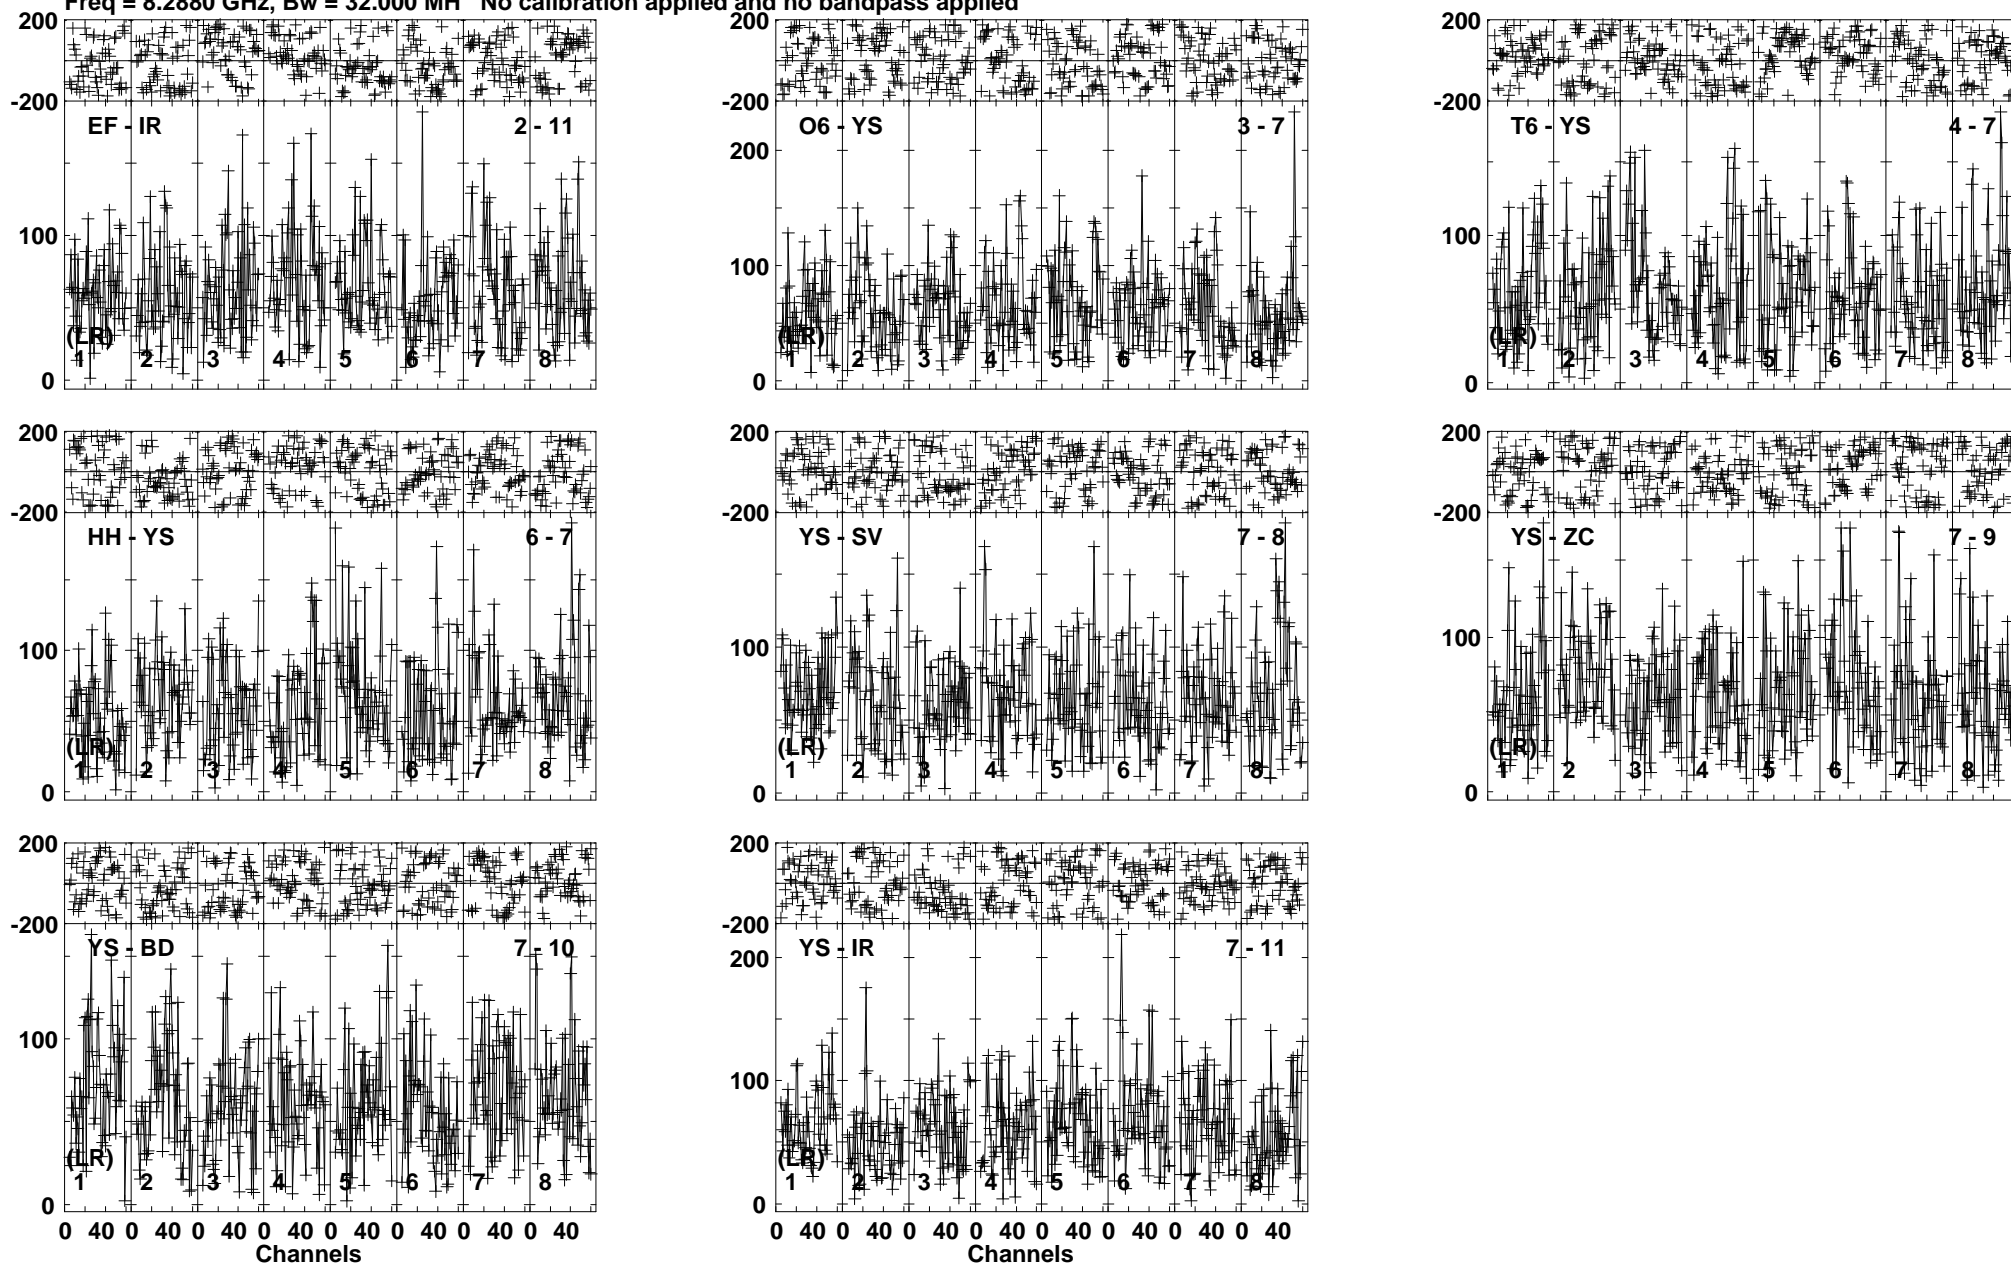 Freq = 8.2880 GHz, Bw = 32.000 MH No calibration applied and no bandpass applied
200 200 200
-200 -200 -200
EF - IR 2 - 11 O6 - YS 3 - 7 T6 - YS 4 - 7
200
100 100 100
(LR) (LR) (LR)
1 2 3 4 5 6 7 8 1 2 3 4 5 6 7 8 1 2 3 4 5 6 7 8
0 0 0
200 200 200
-200 -200 -200
HH - YS 6 - 7 YS - SV 7 - 8 YS - ZC 7 - 9
100 100 100
(LR) (LR) (LR)
1 2 3 4 5 6 7 8 1 2 3 4 5 6 7 8 1 2 3 4 5 6 7 8
0 0 0
200 200
-200 -200
YS - BD 7 - 10 YS - IR 7 - 11
200
100 100
(LR) (LR)
1 2 3 4 5 6 7 8 1 2 3 4 5 6 7 8
0 0
0 40 0 40 0 40 0 40 0 40 0 40 0 40 0 40 0 40 0 40 0 40 0 40 0 40 0 40 0 40 0 40
Channels Channels